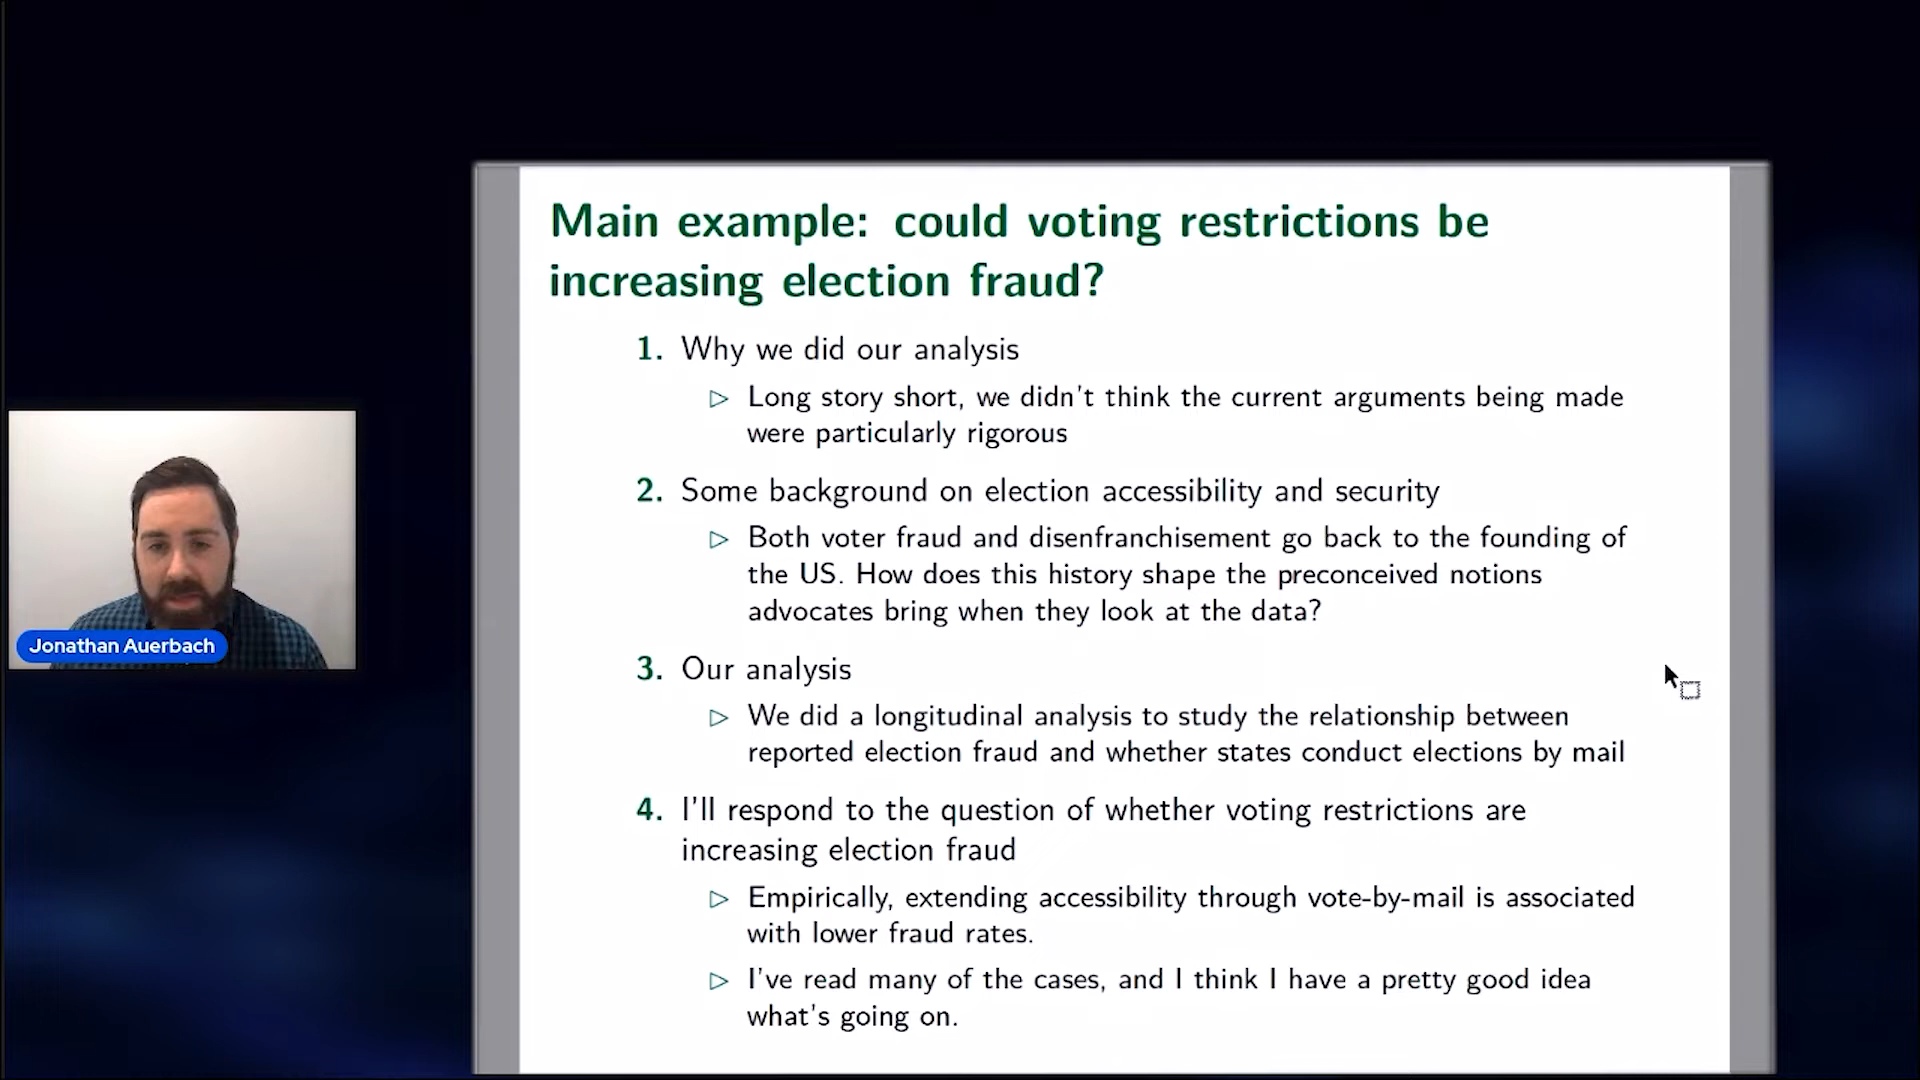 Main example: could voting restrictions be
increasing election fraud?
1. Why we did our analysis
▷ Long story short, we didn't think the current arguments being made
were particularly rigorous
2. Some background on election accessibility and security
▷ Both voter fraud and disenfranchisement go back to the founding of
the US. How does this history shape the preconceived notions
advocates bring when they look at the data?
3. Our analysis
▷ We did a longitudinal analysis to study the relationship between
reported election fraud and whether states conduct elections by mail
4. I'll respond to the question of whether voting restrictions are
increasing election fraud
▷ Empirically, extending accessibility through vote-by-mail is associated
with lower fraud rates.
▷ I've read many of the cases, and I think I have a pretty good idea
what's going on.
Jonathan Auerbach